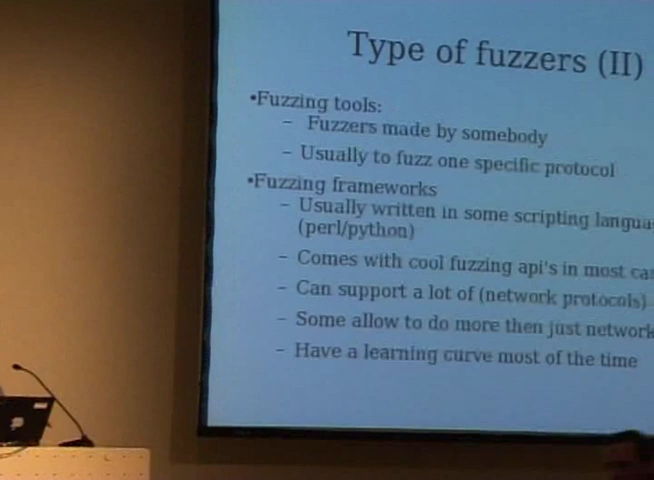 Type of fuzzers (II)
•Fuzzing tools:
– Fuzzers made by somebody
– Usually to fuzz one specific protocol
•Fuzzing frameworks
– Usually written in some scripting langua
(perl/python)
– Comes with cool fuzzing api's in most cas
– Can support a lot of (network protocols)
– Some allow to do more then just network
– Have a learning curve most of the time